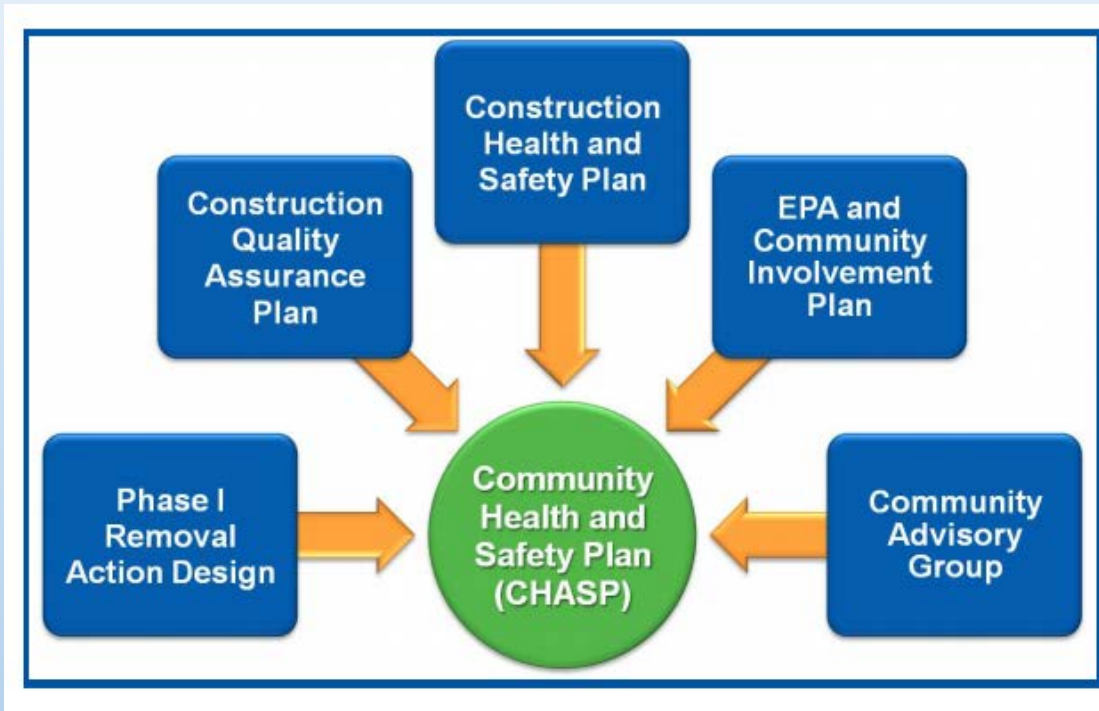 Construction
Health and
Safety Plan
Construction
Quality
Assurance
Plan
EPA and
Community
Involvement
Plan
Phase I
Removal
Action Design
Community
Health and
Safety Plan
(CHASP)
Community
Advisory
Group